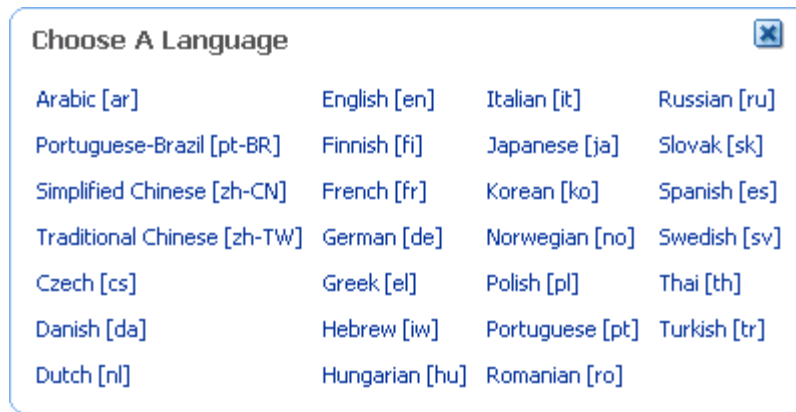 Choose A Language
Arabic [ar]
Portuguese-Brazil [pt-BR]
Simplified Chinese [zh-CN]
Traditional Chinese [zh-TW]
Czech [cs]
Danish [da]
Dutch [nl]
English [en]
Finnish [fi]
French [fr]
German [de]
Greek [el]
Hebrew [iw]
Hungarian [hu]
Italian [it]
Japanese [ja]
Korean [ko]
Norwegian [no]
Polish [pl]
Portuguese [pt]
Romanian [ro]
Russian [ru]
Slovak [sk]
Spanish [es]
Swedish [sv]
Thai [th]
Turkish [tr]